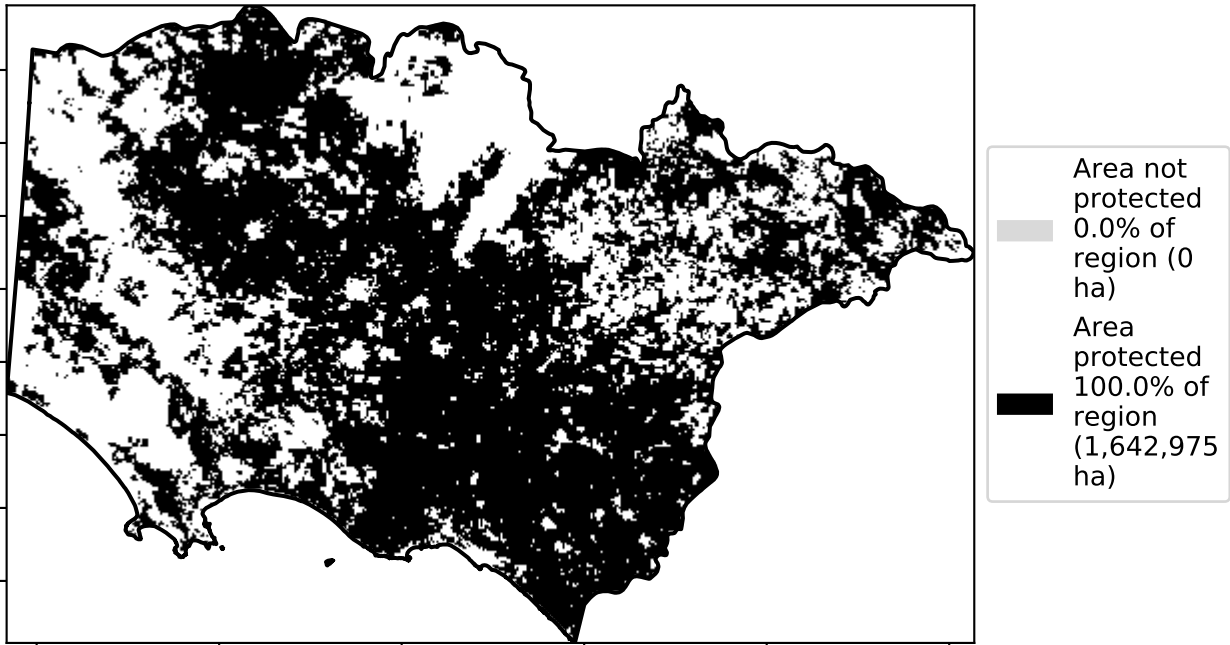 Area not
protected
0.0% of
region (0
ha)
Area
protected
100.0% of
region
(1,642,975
ha)